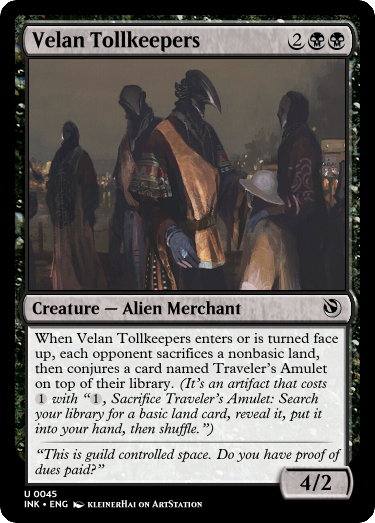 Velan Tollkeepers 2
Creature — Alien Merchant
When Velan Tollkeepers enters or is turned face
up, each opponent sacrifices a nonbasic land,
then conjures a card named Traveler's Amulet
on top of their library. (It's an artifact that costs
1 with “1, Sacrifice Traveler's Amulet: Search
your library for a basic land card, reveal it, put it
into your hand, then shuffle.”)
“This is guild controlled space. Do you have proof of
dues paid?”
4/2
U 0045
INK • ENG KLEINERHAI ON ARTSTATION